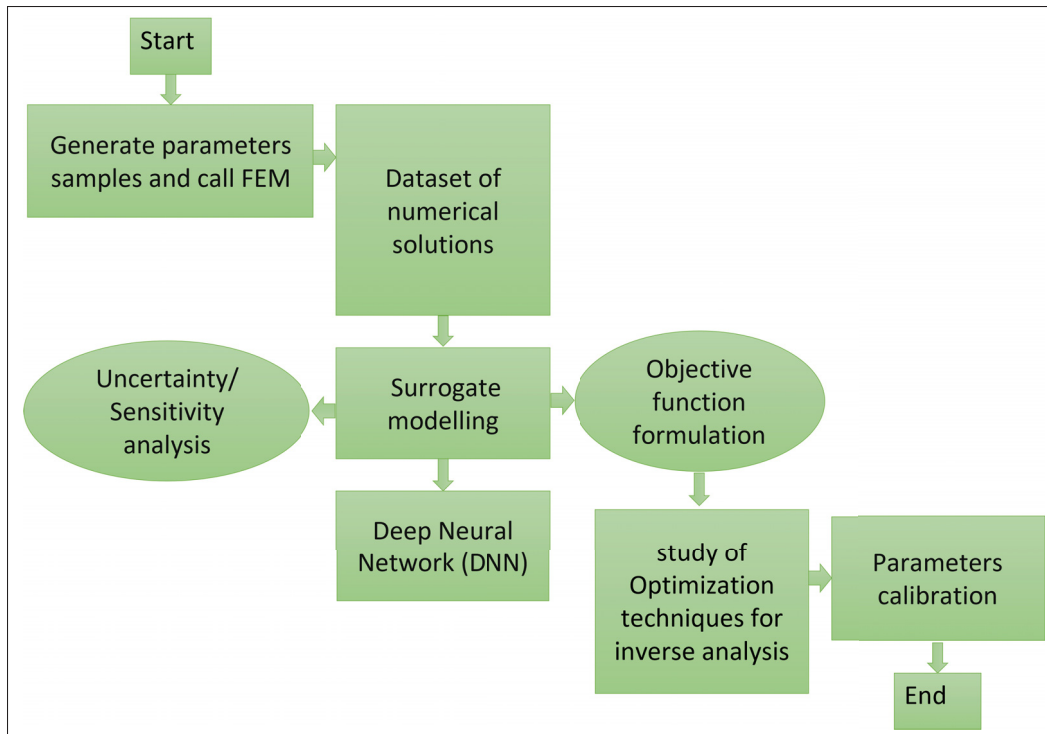 Start
Generate parameters
samples and call FEM
Dataset of
numerical
solutions
Uncertainty/
Sensitivity
analysis
Surrogate
modelling
Objective
function
formulation
Deep Neural
Network (DNN)
study of
Optimization
techniques for
inverse analysis
Parameters
calibration
End